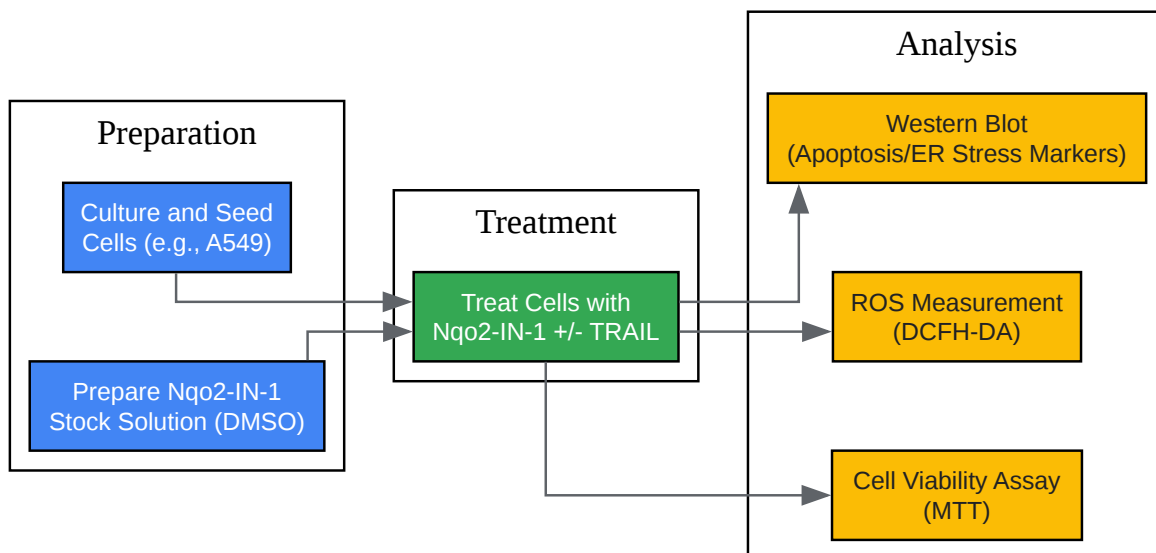 Preparation
Culture and Seed
Cells (e.g., A549)
Prepare Nqo2-IN-1
Stock Solution (DMSO)
Treatment
Treat Cells with
Nqo2-IN-1 +/- TRAIL
Analysis
Western Blot
(Apoptosis/ER Stress Markers)
ROS Measurement
(DCFH-DA)
Cell Viability Assay
(MTT)